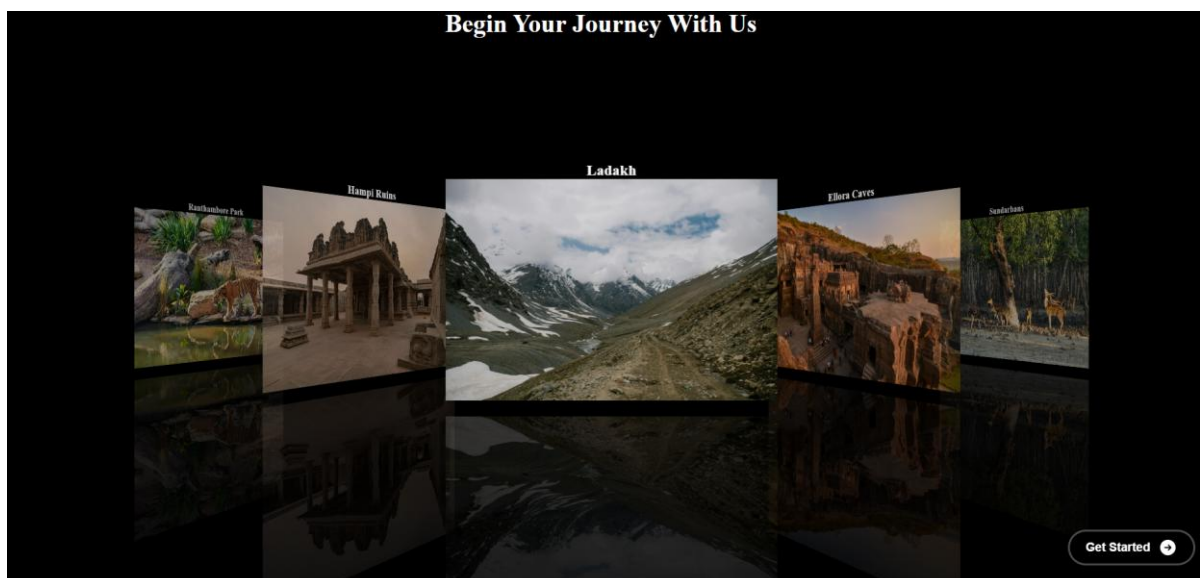 Begin Your Journey With Us
Ladakh
Hampi Ruins
Ellora Caves
Ranthambore Park
Sundarbans
Get Started